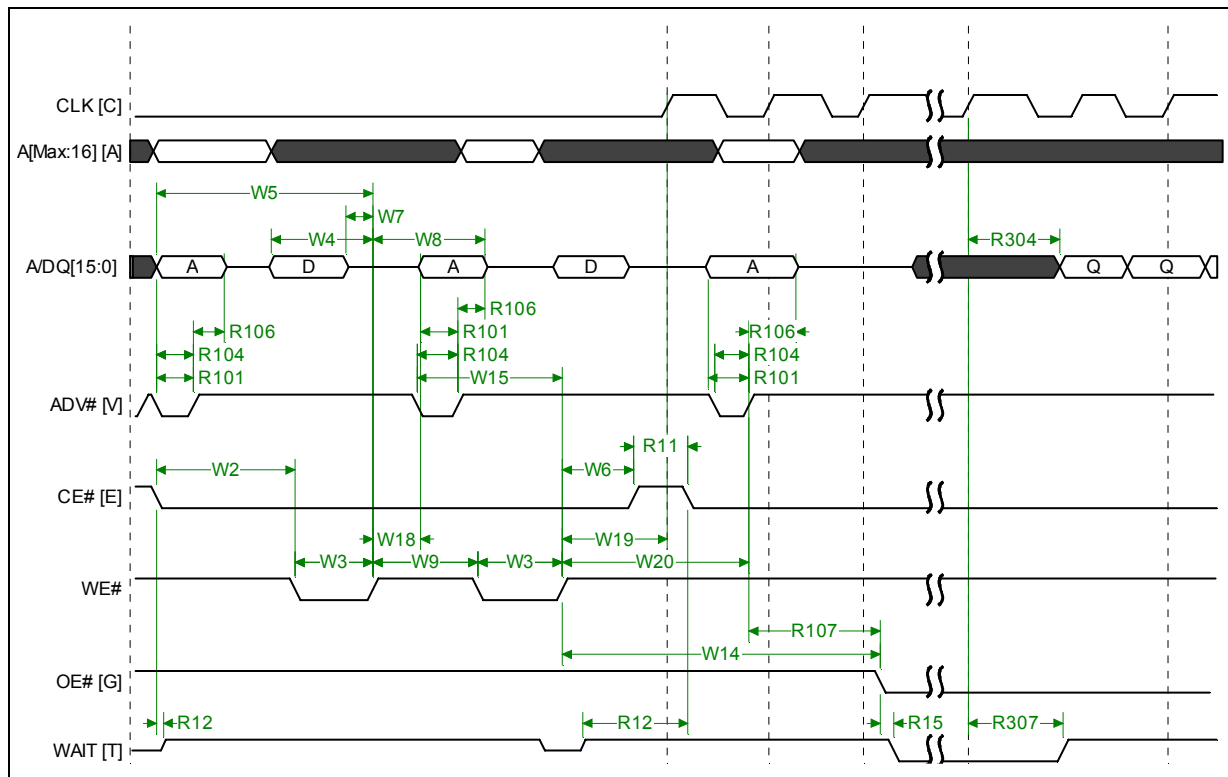 CLK [C]
A[Max:16] [A]
W5
W7
W4
W8
R304
A/DQ[15:0]
A
D
A
D
A
Q
Q
R106
R106
R101
R106
R104
R104
R104
R101
W15
R101
ADV# [V]
R11
W2
W6
CE# [E]
W18
W19
W3
W9
W3
W20
WE#
R107
W14
OE# [G]
R12
R12
R15
R307
WAIT [T]